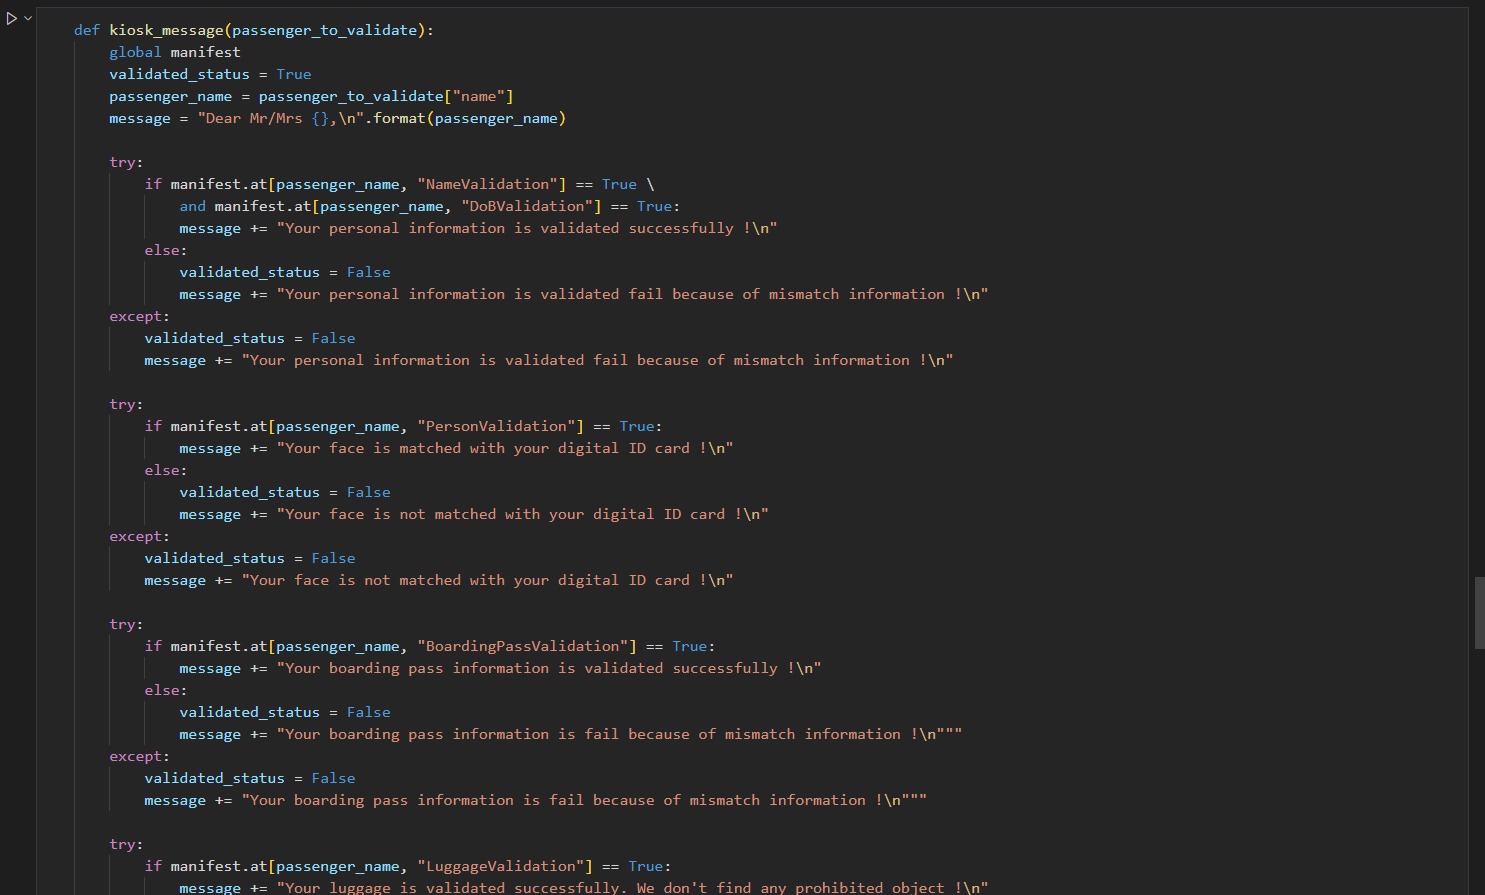 def kiosk_message(passenger_to_validate):
    global manifest
    validated_status = True
    passenger_name = passenger_to_validate["name"]
    message = "Dear Mr/Mrs {},\n".format(passenger_name)

    try:
        if manifest.at[passenger_name, "NameValidation"] == True \
            and manifest.at[passenger_name, "DoBValidation"] == True:
            message += "Your personal information is validated successfully !\n"
        else:
            validated_status = False
            message += "Your personal information is validated fail because of mismatch information !\n"
    except:
        validated_status = False
        message += "Your personal information is validated fail because of mismatch information !\n"

    try:
        if manifest.at[passenger_name, "PersonValidation"] == True:
            message += "Your face is matched with your digital ID card !\n"
        else:
            validated_status = False
            message += "Your face is not matched with your digital ID card !\n"
    except:
        validated_status = False
        message += "Your face is not matched with your digital ID card !\n"

    try:
        if manifest.at[passenger_name, "BoardingPassValidation"] == True:
            message += "Your boarding pass information is validated successfully !\n"
        else:
            validated_status = False
            message += "Your boarding pass information is fail because of mismatch information !\n"""
    except:
        validated_status = False
        message += "Your boarding pass information is fail because of mismatch information !\n"""

    try:
        if manifest.at[passenger_name, "LuggageValidation"] == True:
            message += "Your luggage is validated successfully. We don't find any prohibited object !\n"